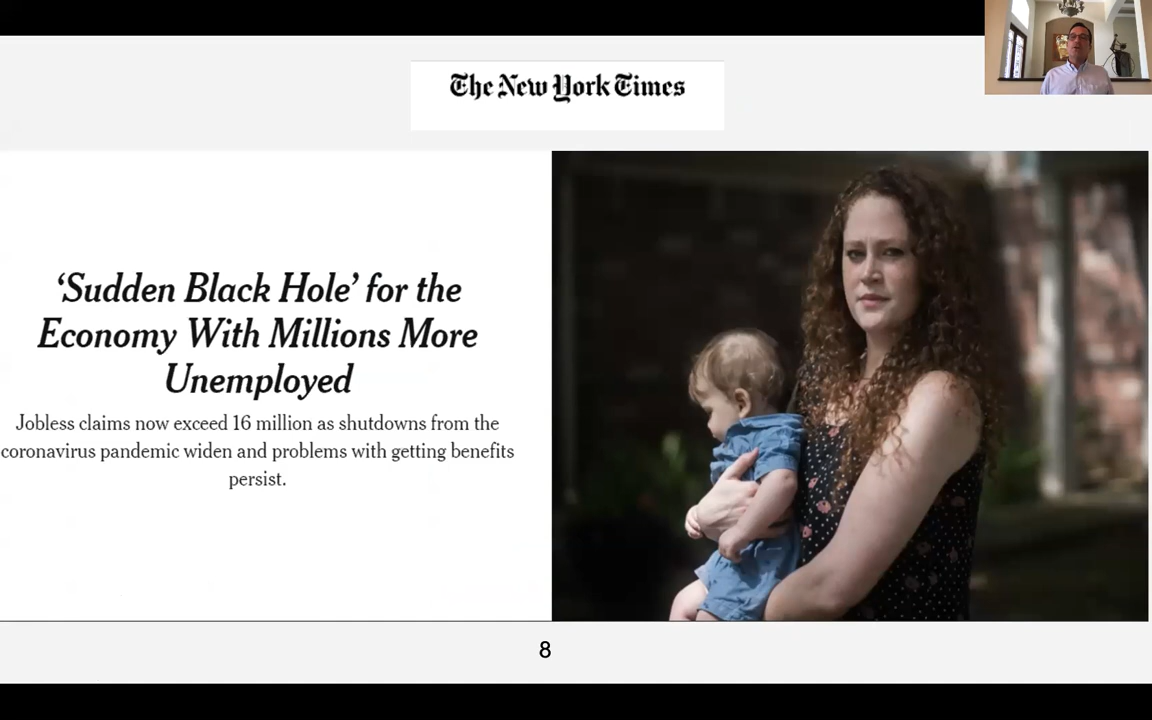 The New York Times
‘Sudden Black Hole’ for the
Economy With Millions More
Unemployed
Jobless claims now exceed 16 million as shutdowns from the
coronavirus pandemic widen and problems with getting benefits
persist.
8